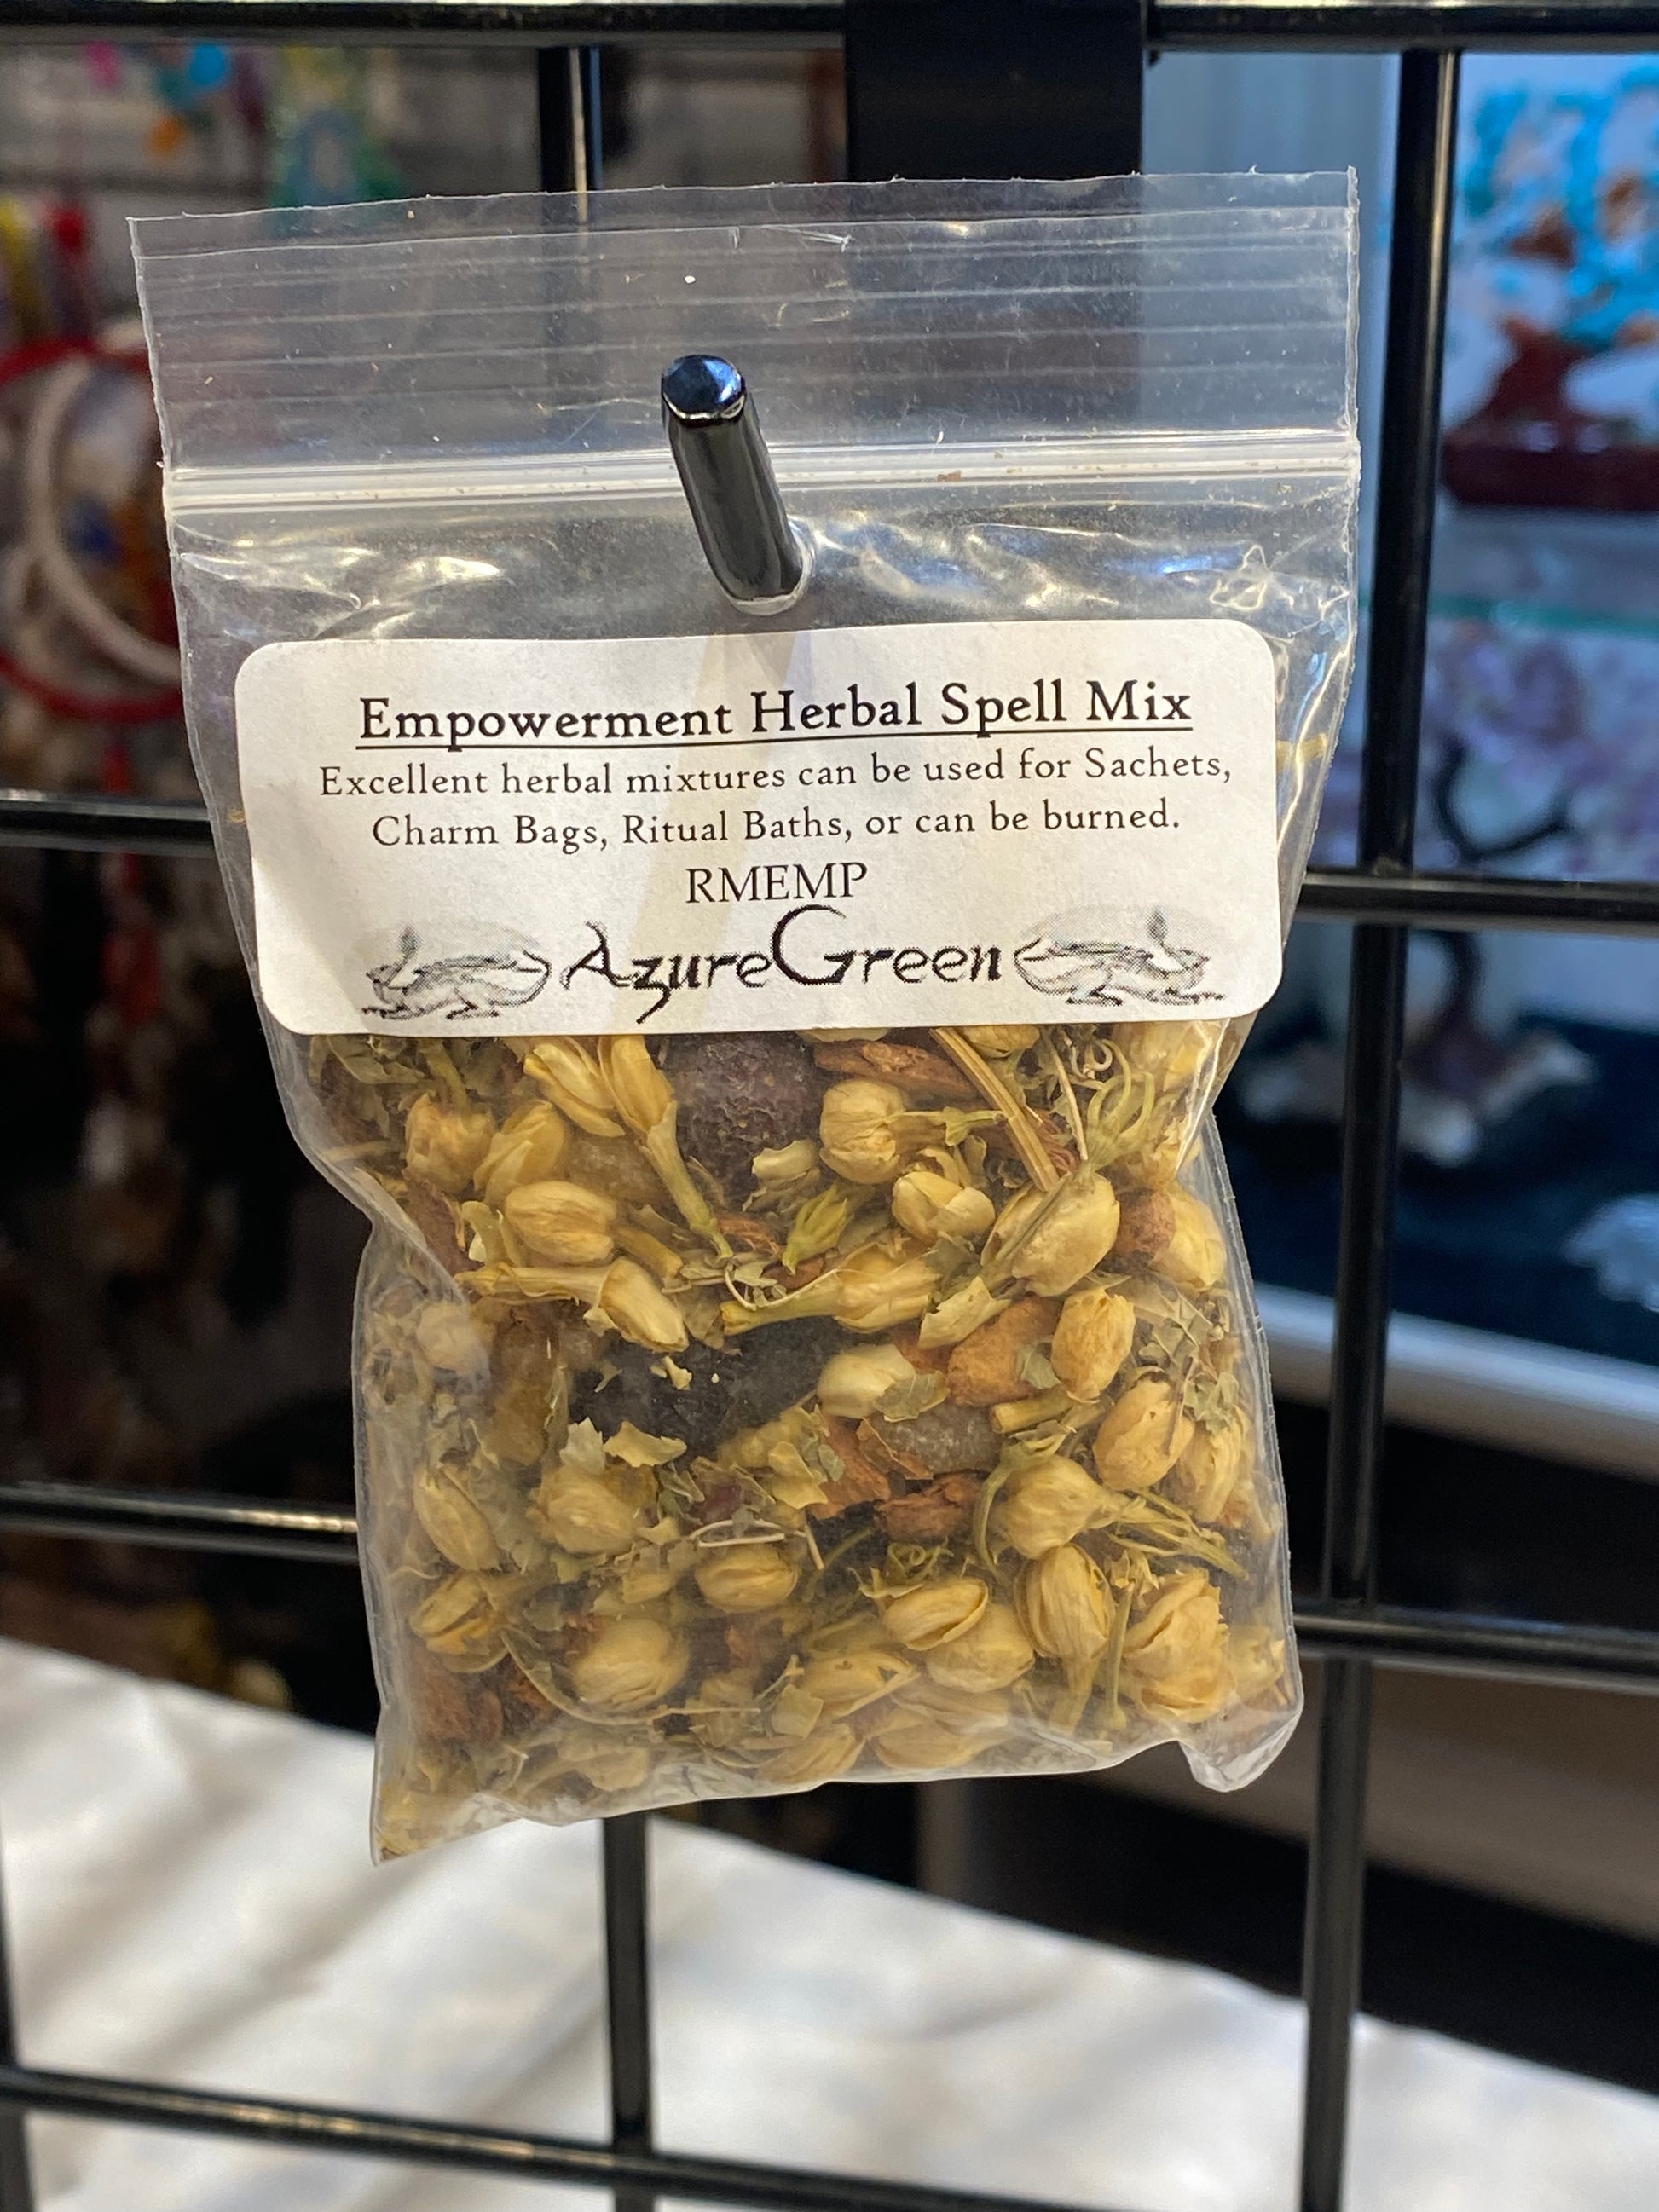 Empowerment Herbal Spell Mix
Excellent herbal mixtures can be used for Sachets,
Charm Bags, Ritual Baths, or can be burned.
RMEMP
AzureGreen